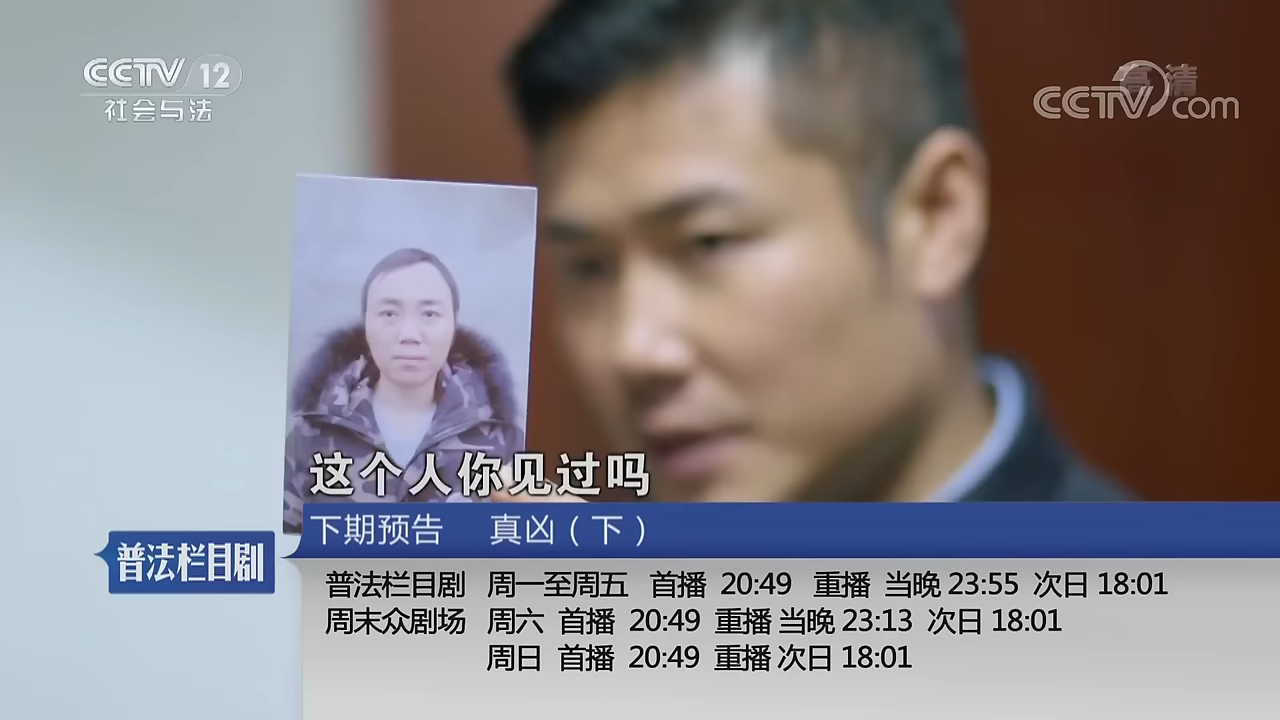 CCTV 12
社会与法
高清
CCTV com
这个人你见过吗
下期预告 真凶（下）
普法栏目剧
普法栏目剧 周一至周五 首播 20:49 重播 当晚 23:55 次日 18:01
周末众剧场 周六 首播 20:49 重播 当晚 23:13 次日 18:01
周日 首播 20:49 重播 次日 18:01